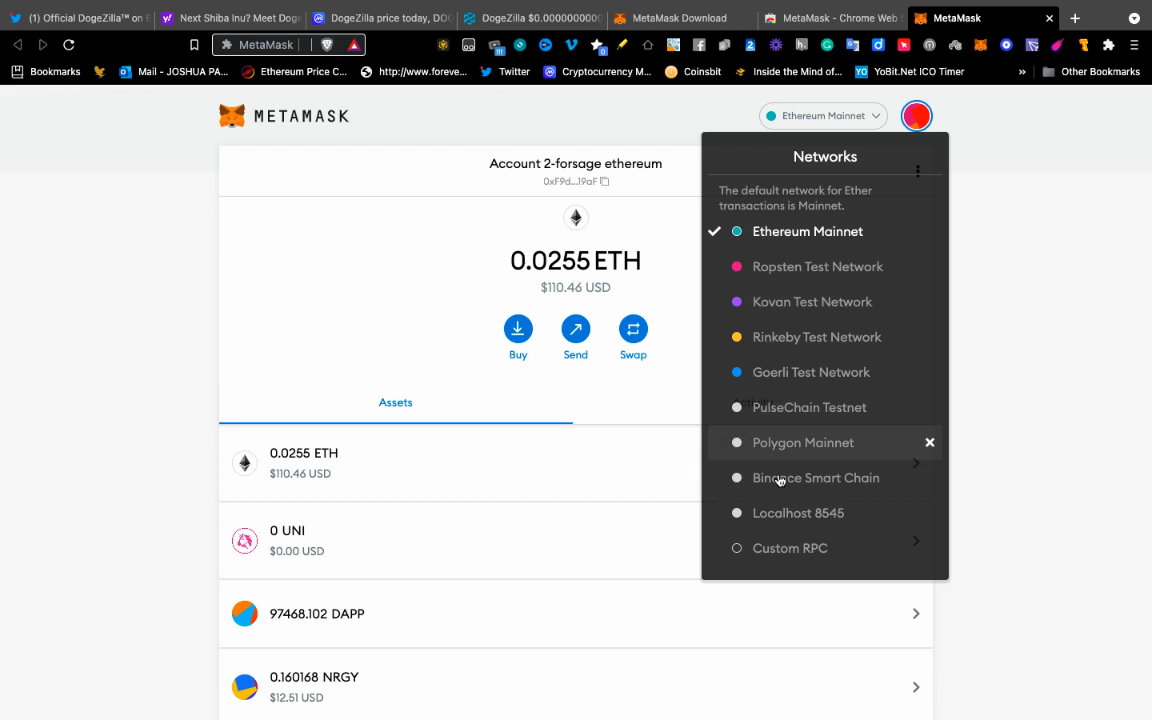 (1) Official DogeZilla™ on E
Next Shiba Inu? Meet Doge
DogeZilla price today, DO
DogeZilla $0.0000000000
MetaMask Download
MetaMask - Chrome Web
MetaMask
MetaMask
Bookmarks
Mail - JOSHUA PA...
Ethereum Price C...
http://www.foreve...
Twitter
Cryptocurrency M...
Coinsbit
Inside the Mind of...
YoBit.Net ICO Timer
»
Other Bookmarks
METAMASK
Ethereum Mainnet
Account 2-forsage ethereum
0xF9d...19aF
0.0255 ETH
$110.46 USD
Buy
Send
Swap
Assets
0.0255 ETH
$110.46 USD
0 UNI
$0.00 USD
97468.102 DAPP
0.160168 NRGY
$12.51 USD
Networks
The default network for Ether
transactions is Mainnet.
Ethereum Mainnet
Ropsten Test Network
Kovan Test Network
Rinkeby Test Network
Goerli Test Network
PulseChain Testnet
Polygon Mainnet
Binance Smart Chain
Localhost 8545
Custom RPC